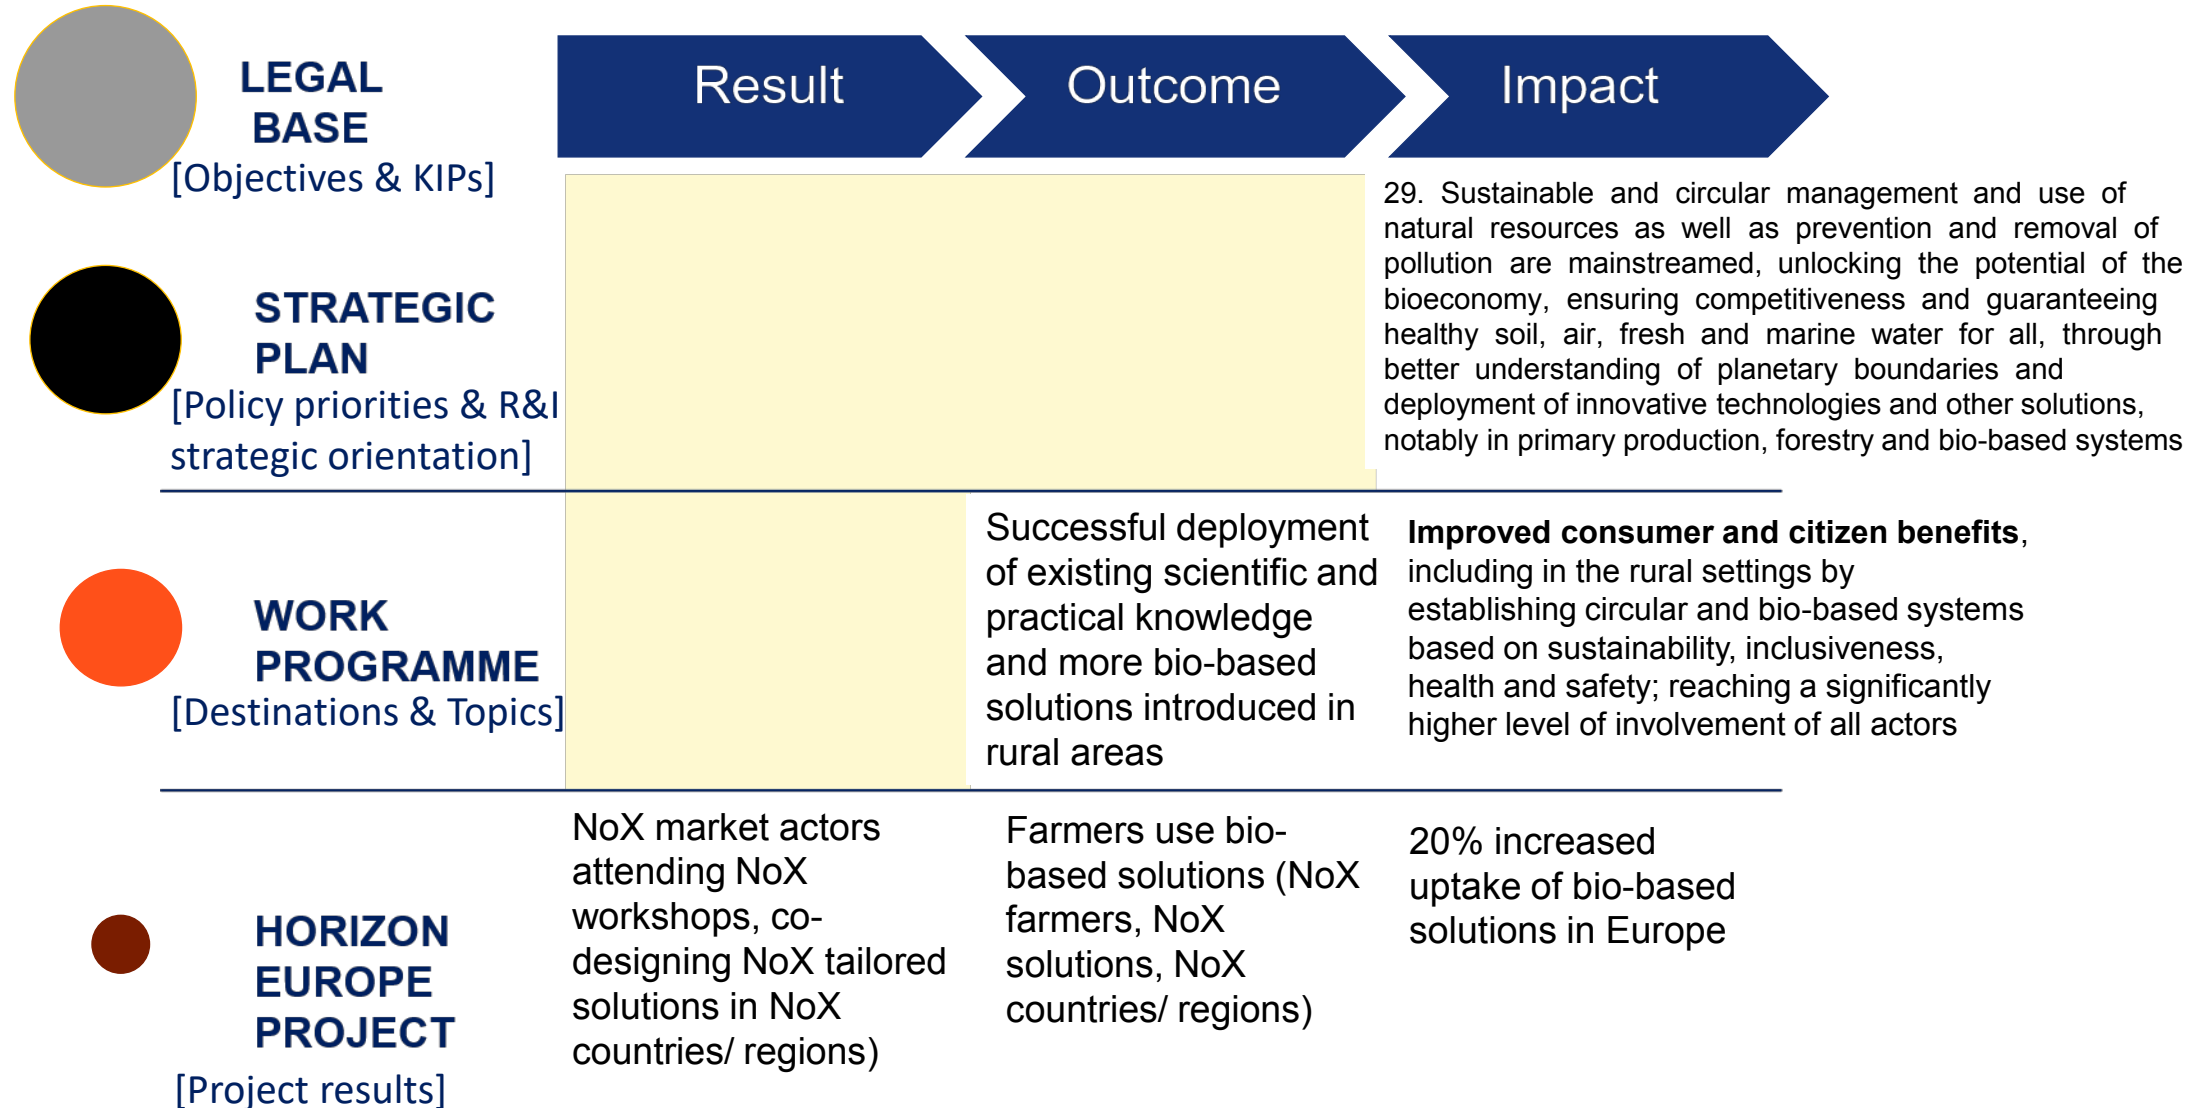 LEGAL
BASE
[Objectives & KIPs]
Result
Outcome
Impact
29. Sustainable and circular management and use of
natural resources as well as prevention and removal of
pollution are mainstreamed, unlocking the potential of the
bioeconomy, ensuring competitiveness and guaranteeing
healthy soil, air, fresh and marine water for all, through
better understanding of planetary boundaries and
deployment of innovative technologies and other solutions,
notably in primary production, forestry and bio-based systems
STRATEGIC
PLAN
[Policy priorities & R&I
strategic orientation]
WORK
PROGRAMME
[Destinations & Topics]
Successful deployment
of existing scientific and
practical knowledge
and more bio-based
solutions introduced in
rural areas
Improved consumer and citizen benefits,
including in the rural settings by
establishing circular and bio-based systems
based on sustainability, inclusiveness,
health and safety; reaching a significantly
higher level of involvement of all actors
HORIZON
EUROPE
PROJECT
[Project results]
NoX market actors
attending NoX
workshops, co-
designing NoX tailored
solutions in NoX
countries/ regions)
Farmers use bio-
based solutions (NoX
farmers, NoX
solutions, NoX
countries/ regions)
20% increased
uptake of bio-based
solutions in Europe